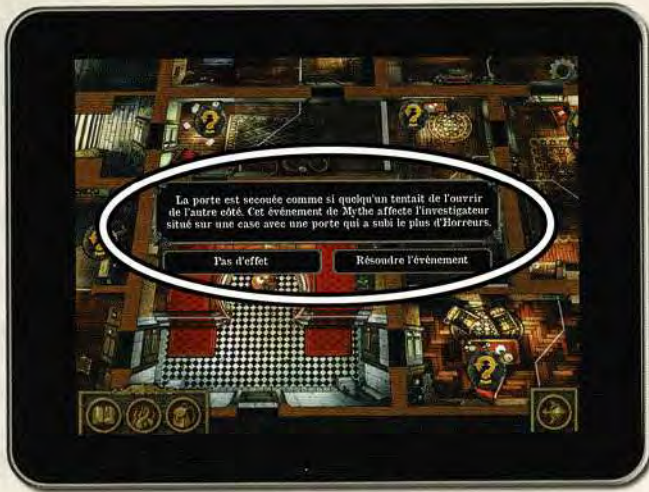 La porte est secouée comme si quelqu'un tentait de l'ouvrir
de l'autre côté. Cet événement de Mythe affecte l'investigateur
situé sur une case avec une porte qui a subi le plus d'Horreurs.
Pas d'effet
Résoudre l'événement